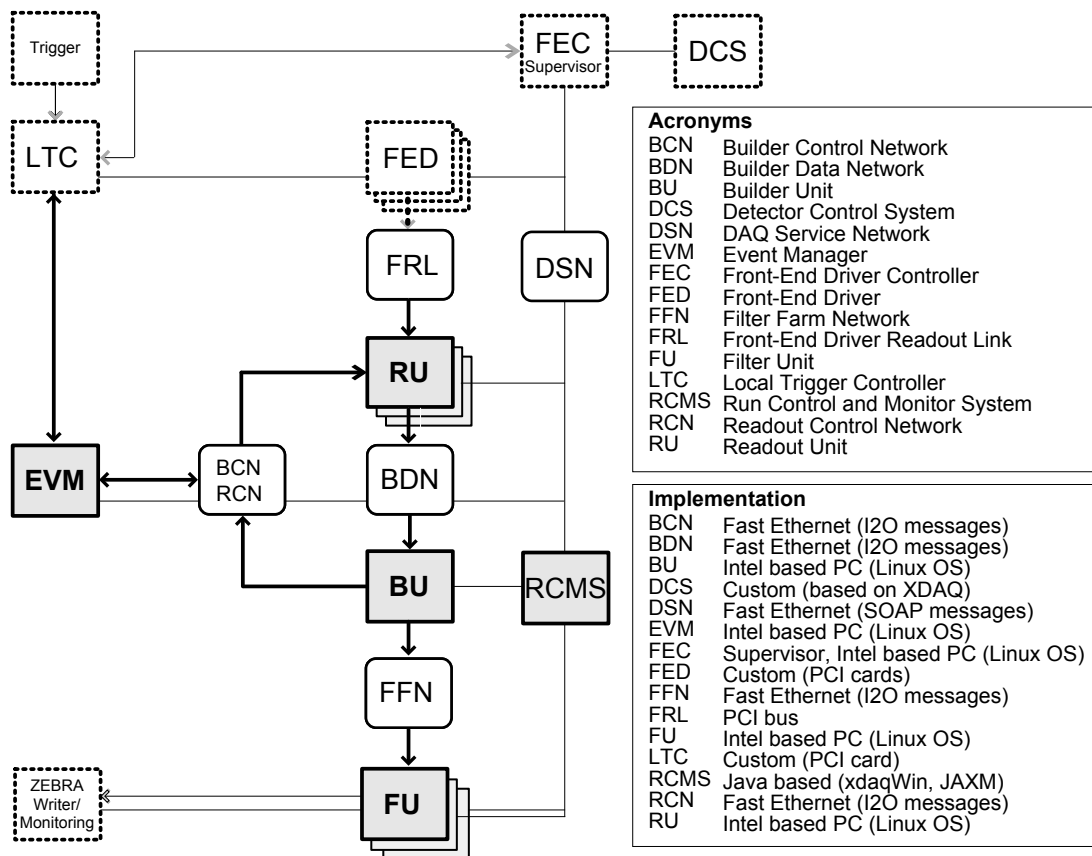 Trigger
FEC
Supervisor
DCS
LTC
FED
FRL
DSN
RU
EVM
BCN
RCN
BDN
BU
RCMS
FFN
ZEBRA
Writer/
Monitoring
FU
Acronyms
BCN Builder Control Network
BDN Builder Data Network
BU Builder Unit
DCS Detector Control System
DSN DAQ Service Network
EVM Event Manager
FEC Front-End Driver Controller
FED Front-End Driver
FFN Filter Farm Network
FRL Front-End Driver Readout Link
FU Filter Unit
LTC Local Trigger Controller
RCMS Run Control and Monitor System
RCN Readout Control Network
RU Readout Unit
Implementation
BCN Fast Ethernet (I2O messages)
BDN Fast Ethernet (I2O messages)
BU Intel based PC (Linux OS)
DCS Custom (based on XDAQ)
DSN Fast Ethernet (SOAP messages)
EVM Intel based PC (Linux OS)
FEC Supervisor, Intel based PC (Linux OS)
FED Custom (PCI cards)
FFN Fast Ethernet (I2O messages)
FRL PCI bus
FU Intel based PC (Linux OS)
LTC Custom (PCI card)
RCMS Java based (xdaqWin, JAXM)
RCN Fast Ethernet (I2O messages)
RU Intel based PC (Linux OS)